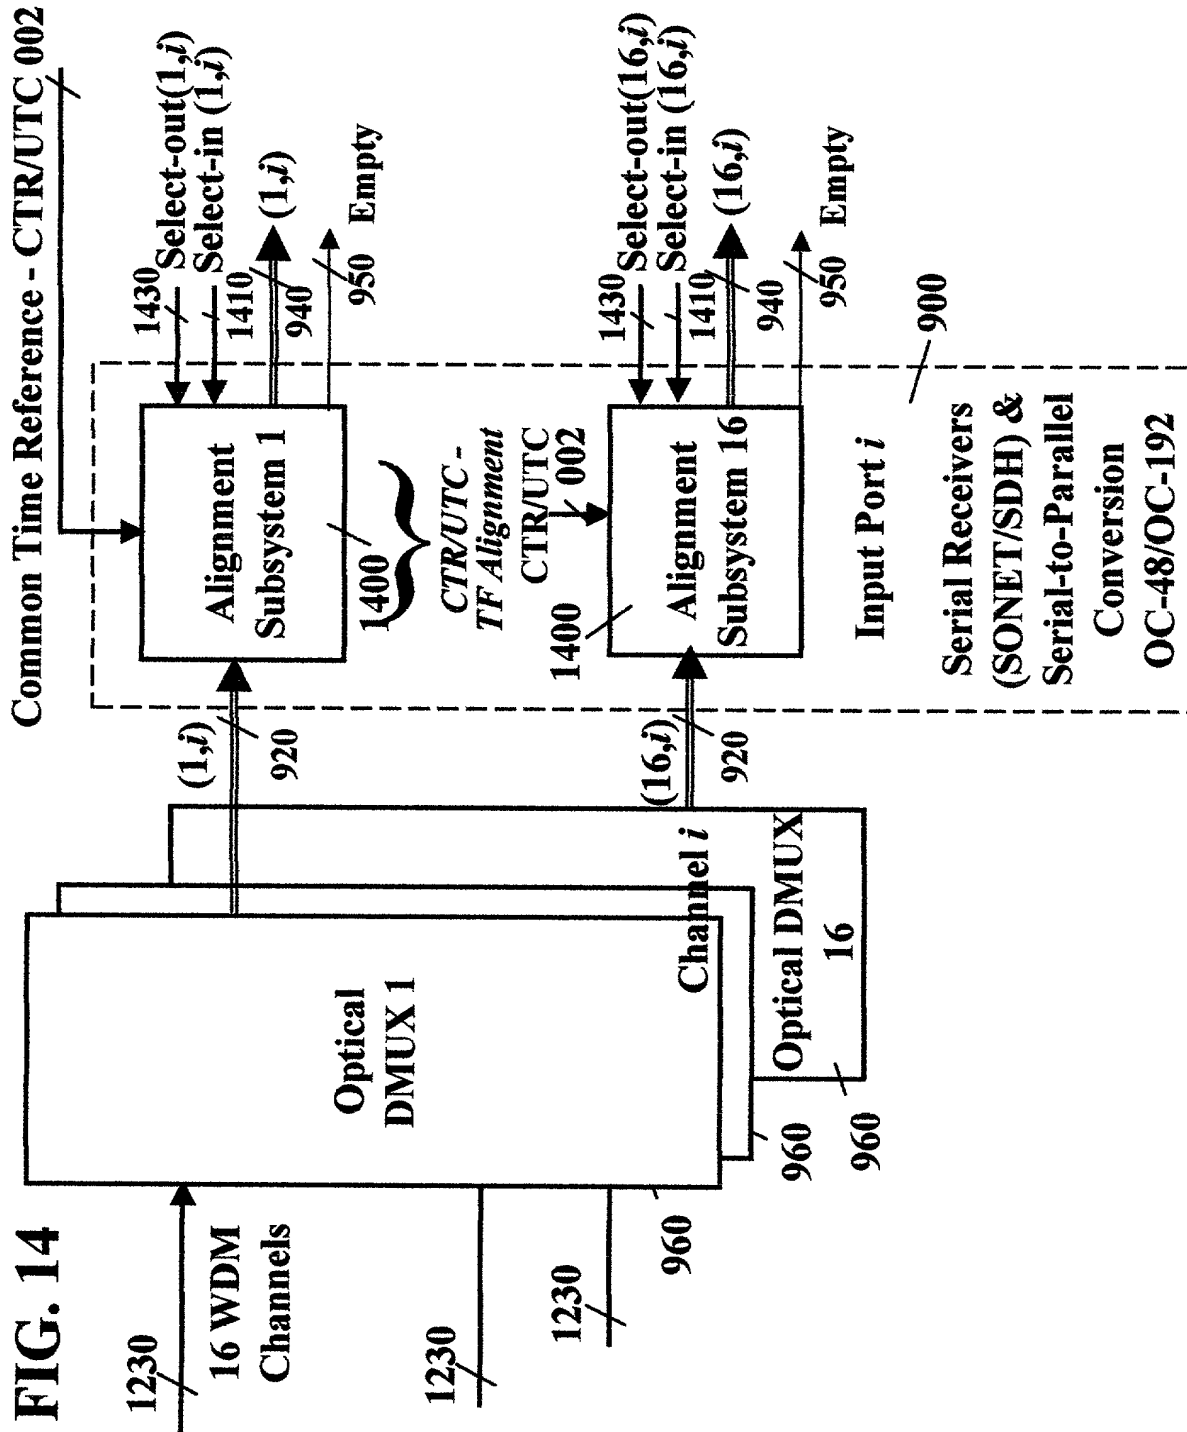 FIG. 14
Common Time Reference - CTR/UTC 002
1230
16 WDM
Channels
1230
1230
Optical
DMUX 1
960
960
960
Channel i
Optical DMUX
16
(1,i)
920
(16,i)
920
Alignment
Subsystem 1
1400
CTR/UTC -
TF Alignment
CTR/UTC
002
1400
Alignment
Subsystem 16
1430
Select-out(1,i)
Select-in (1,i)
1410
(1,i)
940
950
Empty
1430
Select-out(16,i)
Select-in (16,i)
1410
(16,i)
940
950
Empty
900
Input Port i
Serial Receivers
(SONET/SDH) &
Serial-to-Parallel
Conversion
OC-48/OC-192